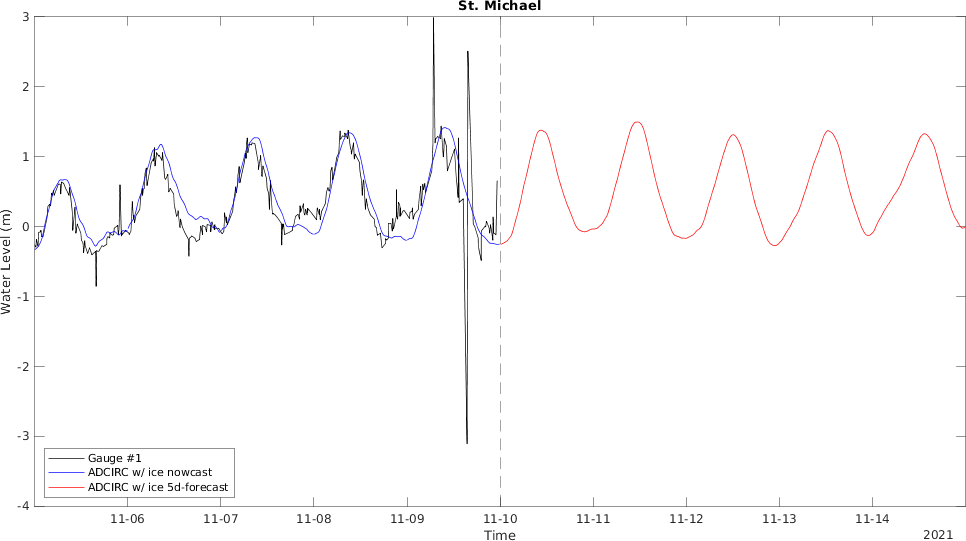 St. Michael
3
2
1
0
-1
-2
-3
-4
Water Level (m)
Gauge #1
ADCIRC w/ ice nowcast
ADCIRC w/ ice 5d-forecast
11-06 11-07 11-08 11-09 11-10 11-11 11-12 11-13 11-14
Time
2021